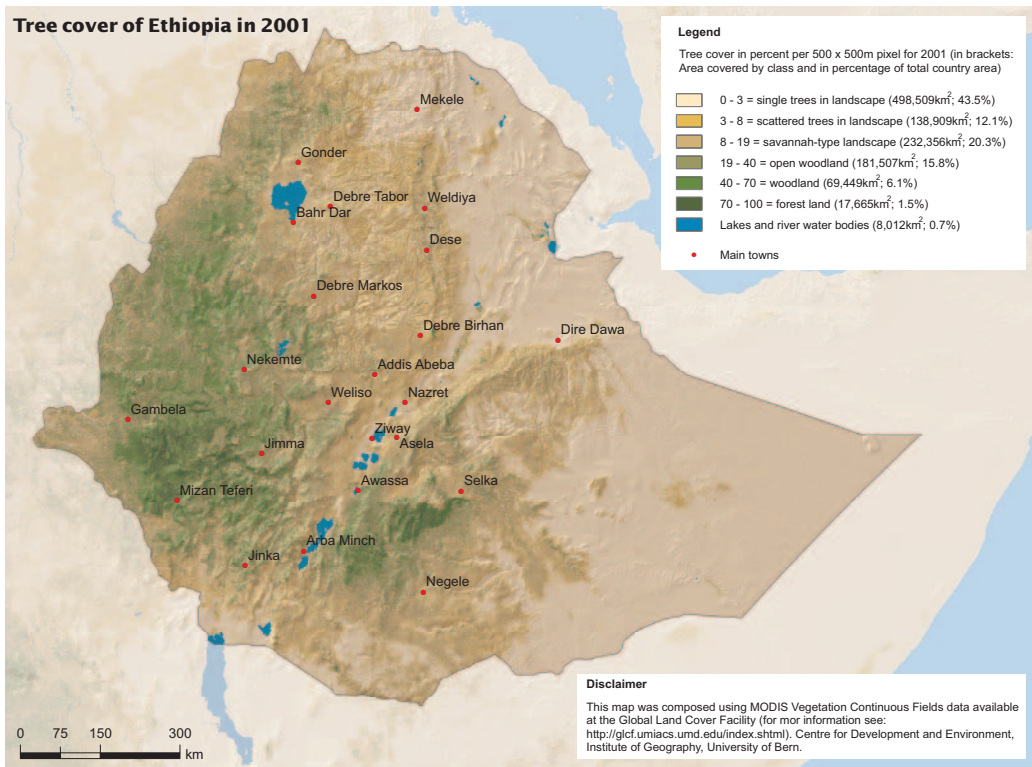 Tree cover of Ethiopia in 2001
Legend
Tree cover in percent per 500 x 500m pixel for 2001 (in brackets:
Area covered by class and in percentage of total country area)
0 - 3 = single trees in landscape (498,509km²; 43.5%)
3 - 8 = scattered trees in landscape (138,909km²; 12.1%)
8 - 19 = savannah-type landscape (232,356km²; 20.3%)
19 - 40 = open woodland (181,507km²; 15.8%)
40 - 70 = woodland (69,449km²; 6.1%)
70 - 100 = forest land (17,665km²; 1.5%)
Lakes and river water bodies (8,012km²; 0.7%)
Main towns
Mekele
Gonder
Debre Tabor
Weldiya
Bahr Dar
Dese
Debre Markos
Debre Birhan
Dire Dawa
Nekemte
Addis Abeba
Weliso
Nazret
Gambela
Ziway
Asela
Jimma
Awassa
Selka
Mizan Teferi
Arba Minch
Jinka
Negele
Disclaimer
This map was composed using MODIS Vegetation Continuous Fields data available
at the Global Land Cover Facility (for mor information see:
http://glcf.umiacs.umd.edu/index.shtml). Centre for Development and Environment,
Institute of Geography, University of Bern.
0 75 150 300
km